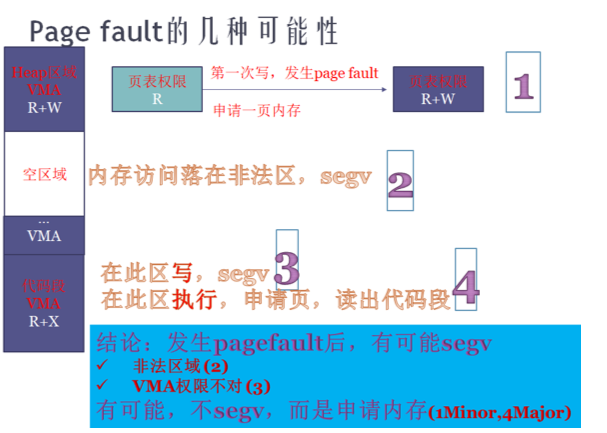 Page fault的几种可能性
Heap区域
VMA
R+W
页表权限
R
第一次写，发生page fault
申请一页内存
页表权限
R+W
1
空区域
内存访问落在非法区，segv
2
...
VMA
代码段
VMA
R+X
在此区写，segv
3
在此区执行，申请页，读出代码段
4
结论：发生pagefault后，有可能segv
✓ 非法区域(2)
✓ VMA权限不对(3)
有可能，不segv，而是申请内存(1Minor,4Major)